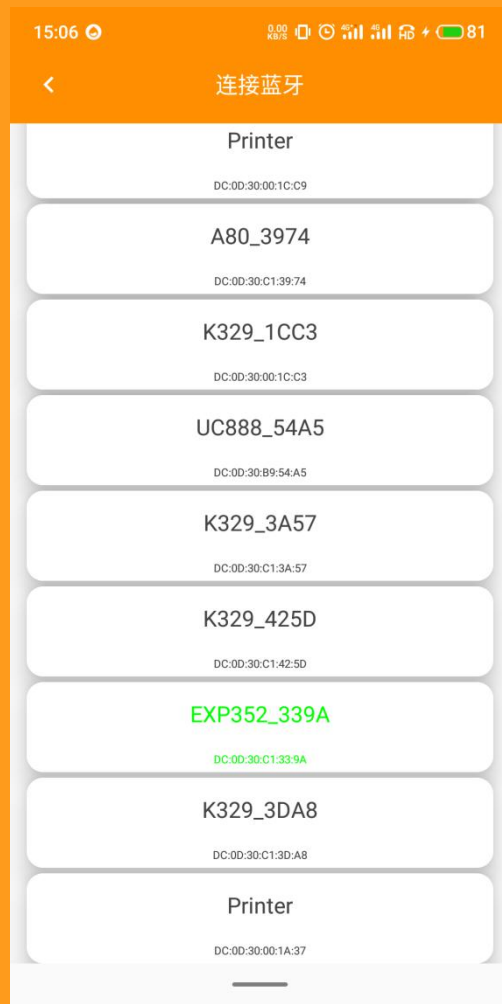 15:06
0.00 KB/S 4G 4G HD 81
连接蓝牙
Printer
DC:0D:30:00:1C:C9
A80_3974
DC:0D:30:C1:39:74
K329_1CC3
DC:0D:30:00:1C:C3
UC888_54A5
DC:0D:30:B9:54:A5
K329_3A57
DC:0D:30:C1:3A:57
K329_425D
DC:0D:30:C1:42:5D
EXP352_339A
DC:0D:30:C1:33:9A
K329_3DA8
DC:0D:30:C1:3D:A8
Printer
DC:0D:30:00:1A:37